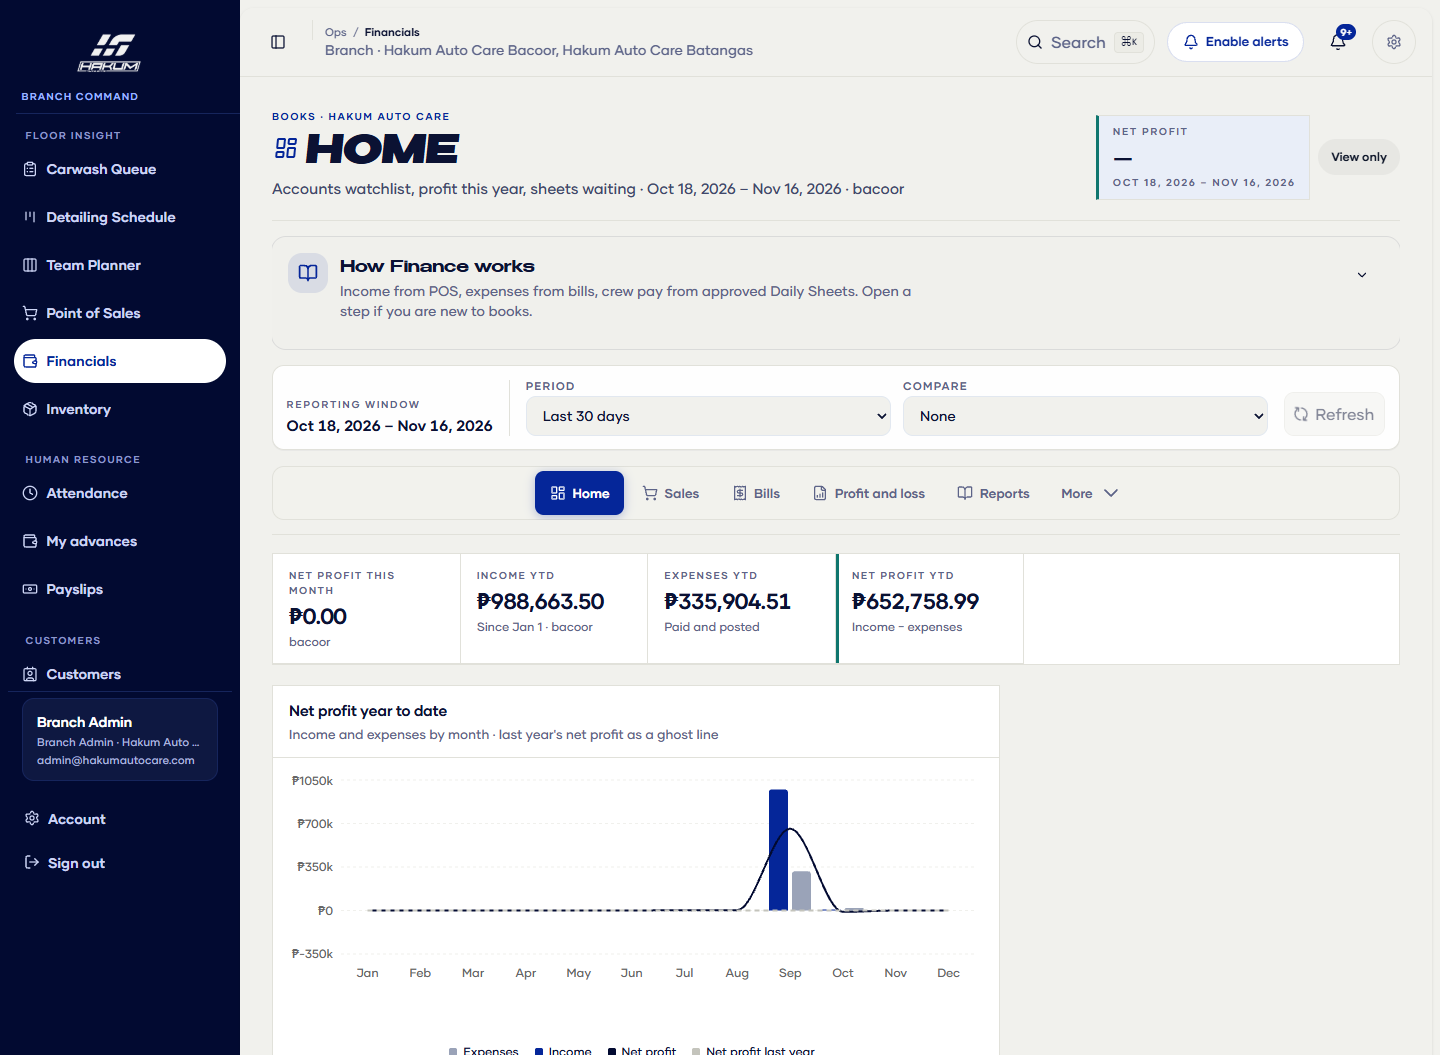 HAKUM
BRANCH COMMAND
FLOOR INSIGHT
Carwash Queue
Detailing Schedule
Team Planner
Point of Sales
Financials
Inventory
HUMAN RESOURCE
Attendance
My advances
Payslips
CUSTOMERS
Customers
Branch Admin
Branch Admin · Hakum Auto ...
admin@hakumautocare.com
Account
Sign out
Ops / Financials
Branch · Hakum Auto Care Bacoor, Hakum Auto Care Batangas
Search ⌘K
Enable alerts
9+
BOOKS · HAKUM AUTO CARE
HOME
Accounts watchlist, profit this year, sheets waiting · Oct 18, 2026 – Nov 16, 2026 · bacoor
NET PROFIT
—
OCT 18, 2026 – NOV 16, 2026
View only
How Finance works
Income from POS, expenses from bills, crew pay from approved Daily Sheets. Open a
step if you are new to books.
REPORTING WINDOW
Oct 18, 2026 – Nov 16, 2026
PERIOD
Last 30 days
COMPARE
None
Refresh
Home
Sales
Bills
Profit and loss
Reports
More
NET PROFIT THIS
MONTH
₱0.00
bacoor
INCOME YTD
₱988,663.50
Since Jan 1 · bacoor
EXPENSES YTD
₱335,904.51
Paid and posted
NET PROFIT YTD
₱652,758.99
Income − expenses
Net profit year to date
Income and expenses by month · last year's net profit as a ghost line
₱1050k
₱700k
₱350k
₱0
₱-350k
Jan Feb Mar Apr May Jun Jul Aug Sep Oct Nov Dec
Expenses Income Net profit Net profit last year